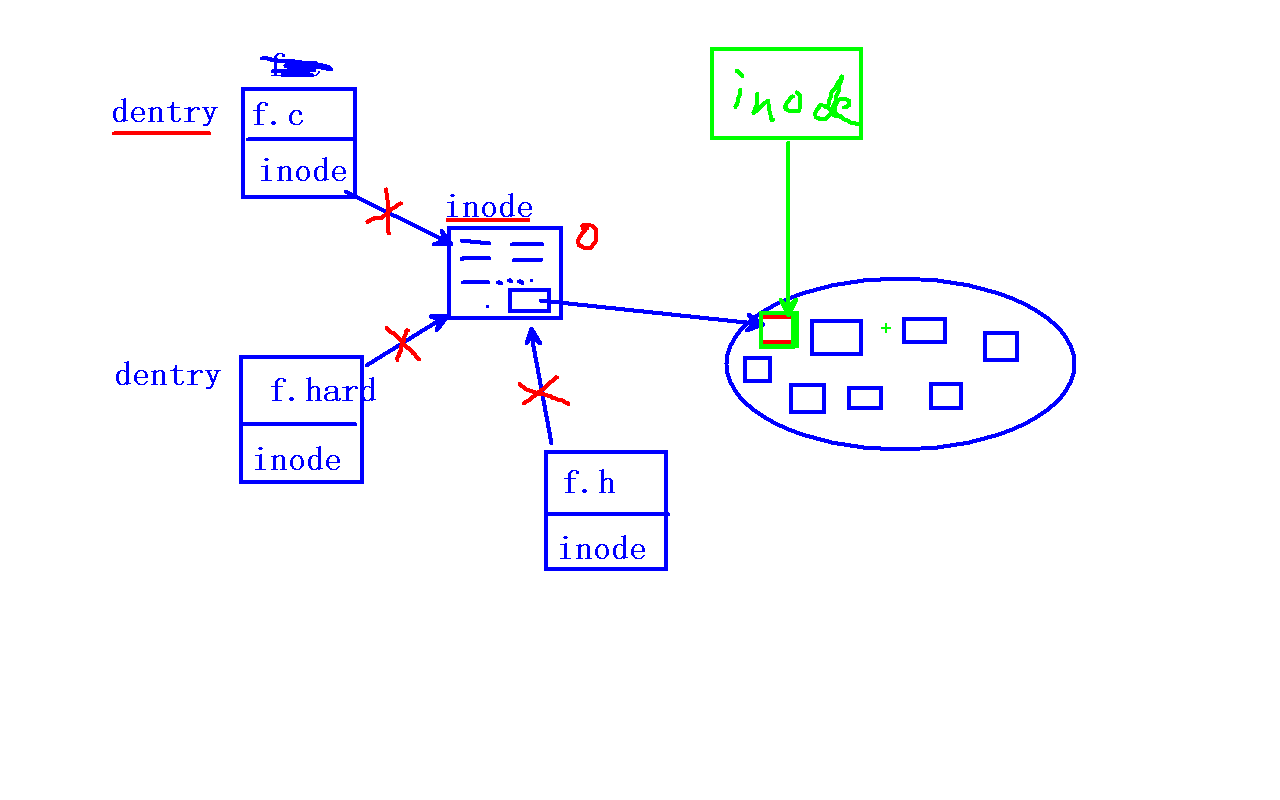 dentry
f.c
inode
inode
0
dentry
f.hard
inode
f.h
inode
inode